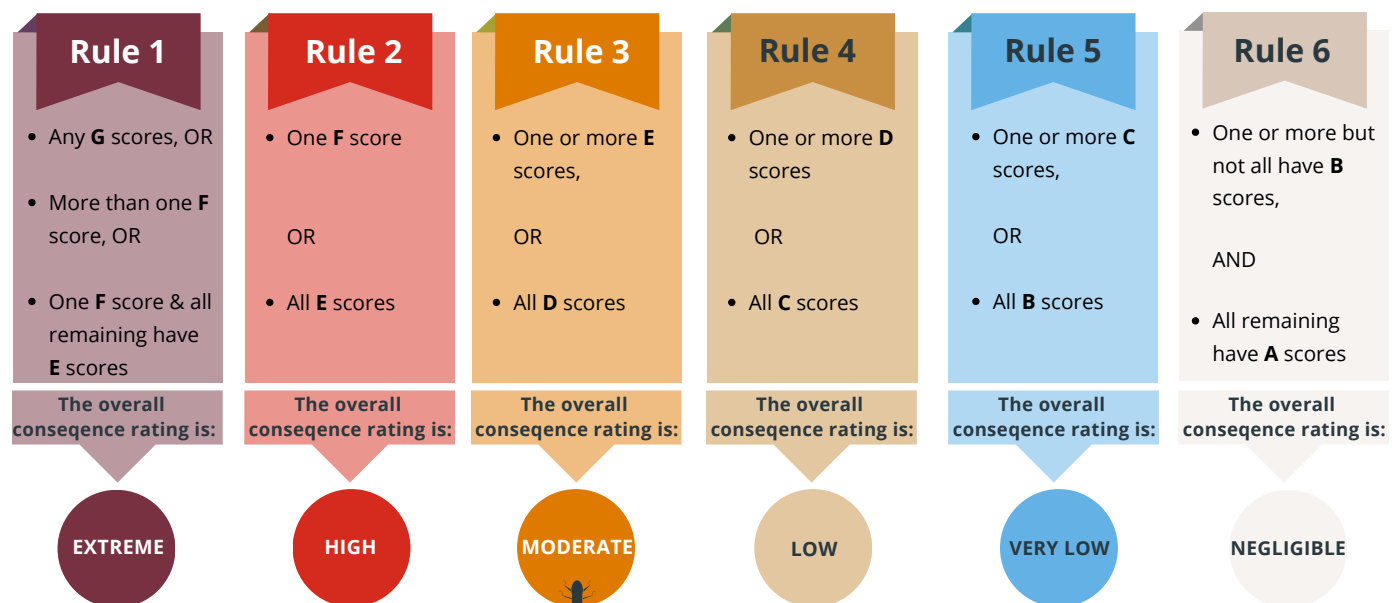 Rule 1
• Any G scores, OR
• More than one F
score, OR
• One F score & all
remaining have
E scores
The overall
conseqence rating is:
EXTREME
Rule 2
• One F score
OR
• All E scores
The overall
conseqence rating is:
HIGH
Rule 3
• One or more E
scores,
OR
• All D scores
The overall
conseqence rating is:
MODERATE
Rule 4
• One or more D
scores
OR
• All C scores
The overall
conseqence rating is:
LOW
Rule 5
• One or more C
scores,
OR
• All B scores
The overall
conseqence rating is:
VERY LOW
Rule 6
• One or more but
not all have B
scores,
AND
• All remaining
have A scores
The overall
conseqence rating is:
NEGLIGIBLE